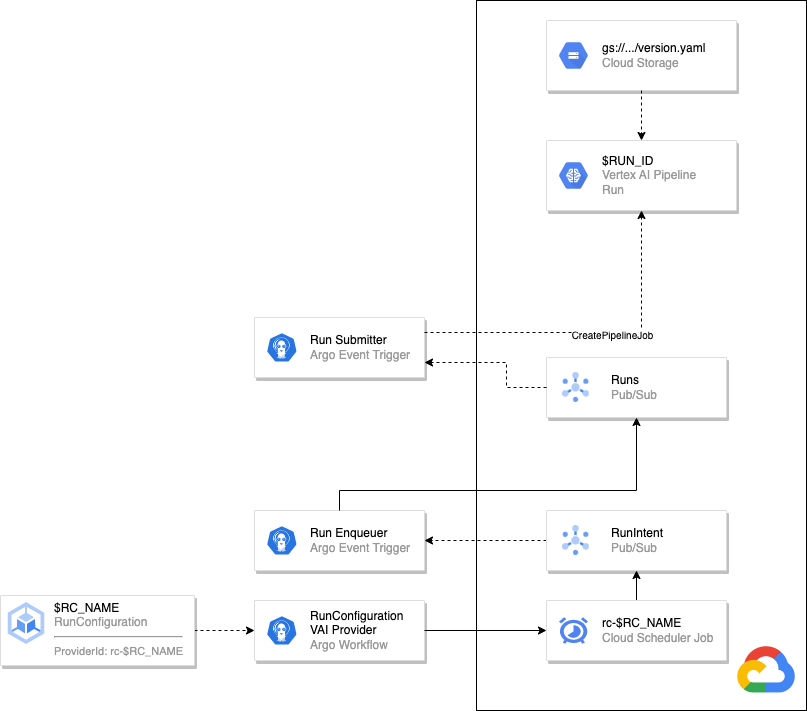 gs://.../version.yaml
Cloud Storage
$RUN_ID
Vertex AI Pipeline
Run
CreatePipelineJob
Run Submitter
Argo Event Trigger
Runs
Pub/Sub
Run Enqueuer
Argo Event Trigger
RunIntent
Pub/Sub
$RC_NAME
RunConfiguration
ProviderId: rc-$RC_NAME
RunConfiguration
VAI Provider
Argo Workflow
rc-$RC_NAME
Cloud Scheduler Job